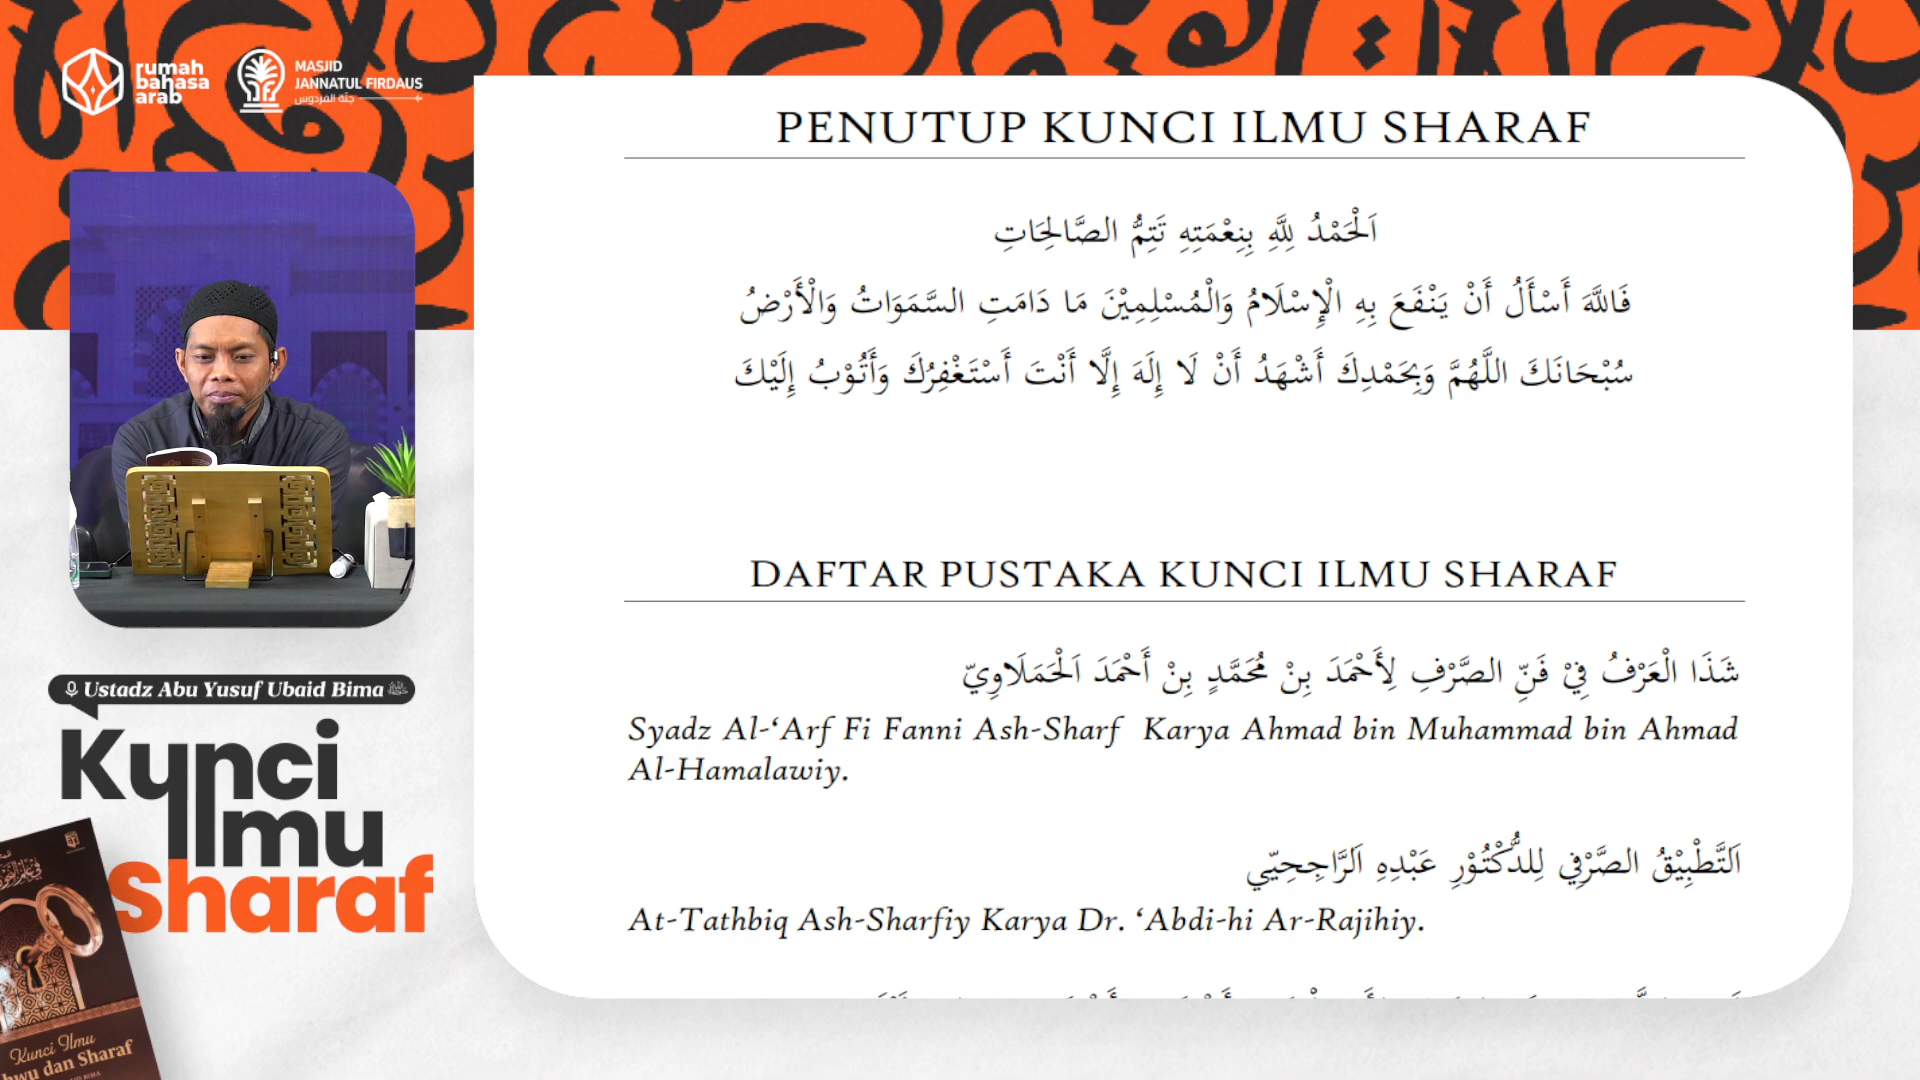 rumah
bahasa
arab
MASJID
JANNATUL FIRDAUS
جنّة الفردوس
PENUTUP KUNCI ILMU SHARAF
اَلْحَمْدُ لِلَّهِ بِنِعْمَتِهِ تَتِمُّ الصَّالِحَاتِ
فَاللَّهَ أَسْأَلُ أَنْ يَنْفَعَ بِهِ الْإِسْلَامُ وَالْمُسْلِمِيْنَ مَا دَامَتِ السَّمَوَاتُ وَالْأَرْضُ
سُبْحَانَكَ اللَّهُمَّ وَبِحَمْدِكَ أَشْهَدُ أَنْ لَا إِلَهَ إِلَّا أَنْتَ أَسْتَغْفِرُكَ وَأَتُوْبُ إِلَيْكَ
DAFTAR PUSTAKA KUNCI ILMU SHARAF
شَذَا الْعَرْفُ فِيْ فَنِّ الصَّرْفِ لِأَحْمَدَ بِنْ مُحَمَّدٍ بِنْ أَحْمَدَ اَلْحَمَلَاوِيّ
Syadz Al-‘Arf Fi Fanni Ash-Sharf Karya Ahmad bin Muhammad bin Ahmad
Al-Hamalawiy.
اَلتَّطْبِيْقُ الصَّرْفِي لِلدُّكْتُوْرِ عَبْدِهِ اَلرَّاجِحِيّي
At-Tathbiq Ash-Sharfiy Karya Dr. ‘Abdi-hi Ar-Rajihiy.
Ustadz Abu Yusuf Ubaid Bima
Kunci
Ilmu
Sharaf
Kunci Ilmu
hwu dan Sharaf